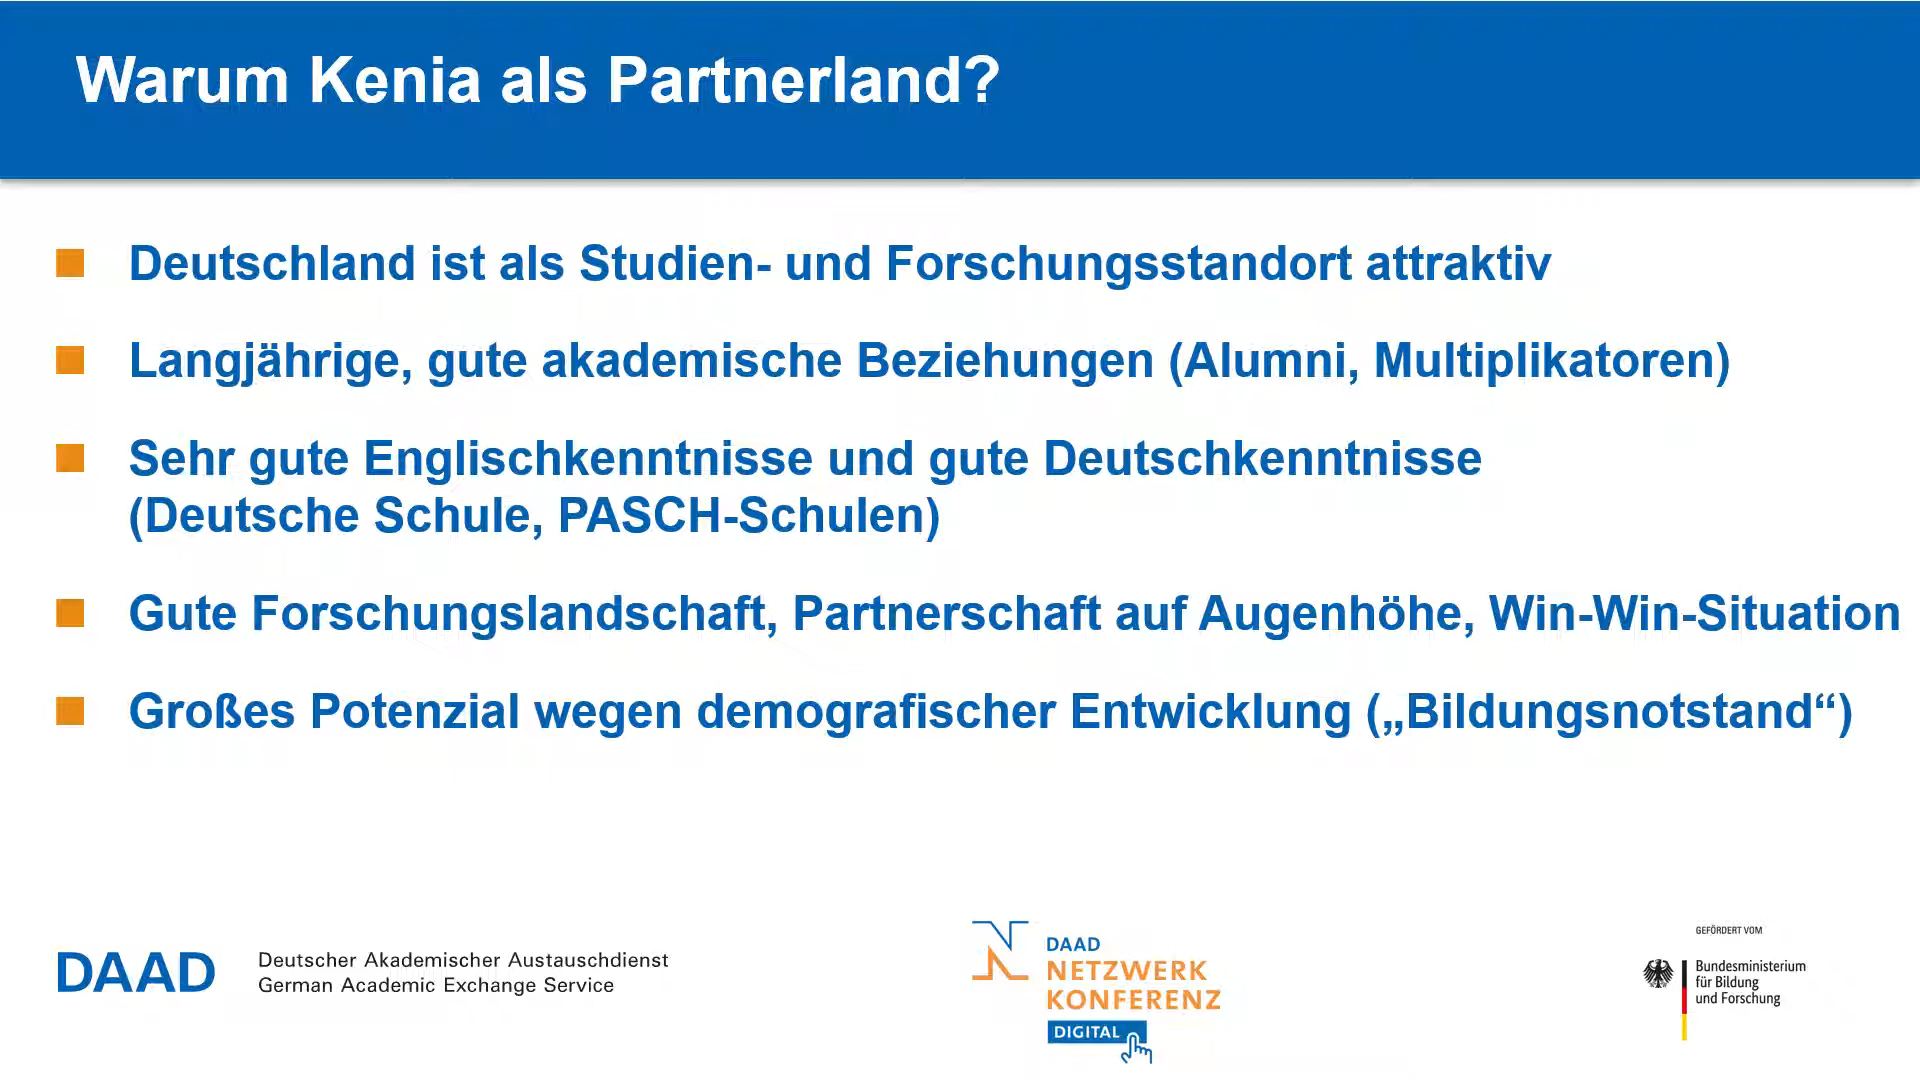 Warum Kenia als Partnerland?
Deutschland ist als Studien- und Forschungsstandort attraktiv
Langjährige, gute akademische Beziehungen (Alumni, Multiplikatoren)
Sehr gute Englischkenntnisse und gute Deutschkenntnisse
(Deutsche Schule, PASCH-Schulen)
Gute Forschungslandschaft, Partnerschaft auf Augenhöhe, Win-Win-Situation
Großes Potenzial wegen demografischer Entwicklung („Bildungsnotstand“)
DAAD
Deutscher Akademischer Austauschdienst
German Academic Exchange Service
DAAD
NETZWERK
KONFERENZ
DIGITAL
GEFÖRDERT VOM
Bundesministerium
für Bildung
und Forschung